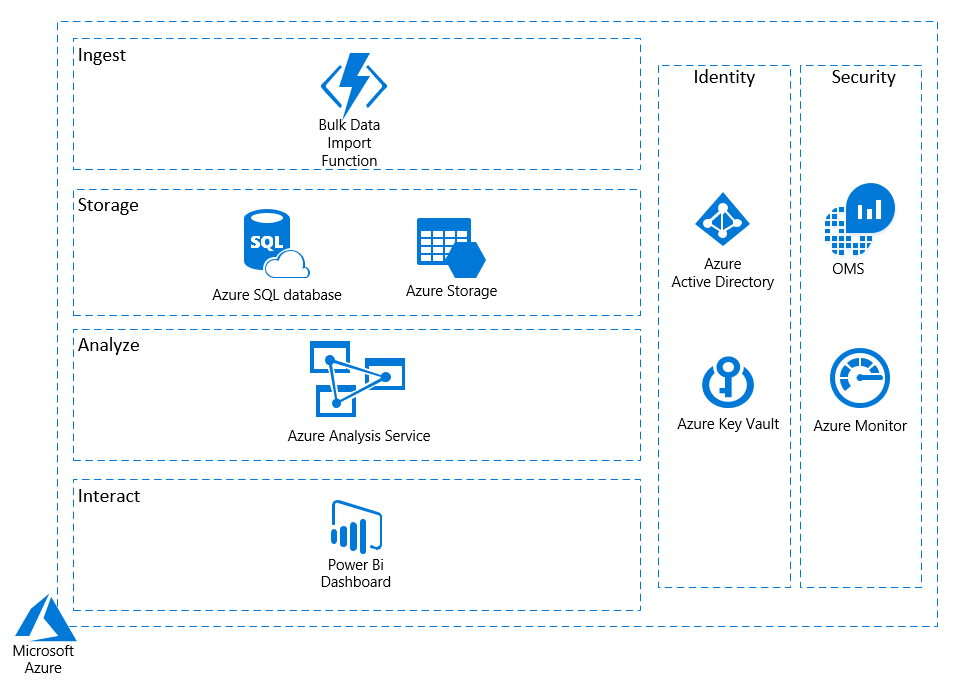 Ingest
Bulk Data
Import
Function
Storage
SQL
Azure SQL database
Azure Storage
Analyze
Azure Analysis Service
Interact
Power Bi
Dashboard
Identity
Azure
Active Directory
Azure Key Vault
Security
OMS
Azure Monitor
Microsoft
Azure